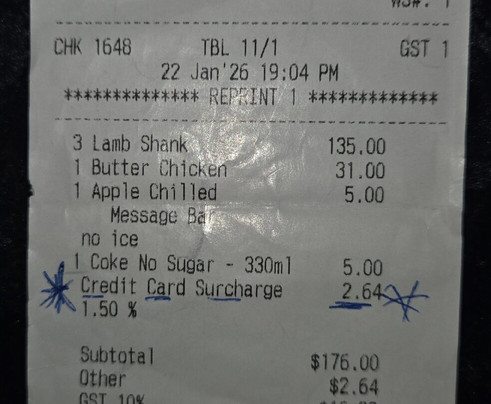 CHK 1648 TBL 11/1 GST 1
22 Jan'26 19:04 PM
************** REPRINT 1 *************
3 Lamb Shank 135.00
1 Butter Chicken 31.00
1 Apple Chilled 5.00
Message Bar
no ice
1 Coke No Sugar - 330ml 5.00
Credit Card Surcharge 2.64
1.50 %
Subtotal $176.00
Other $2.64
GST 10%